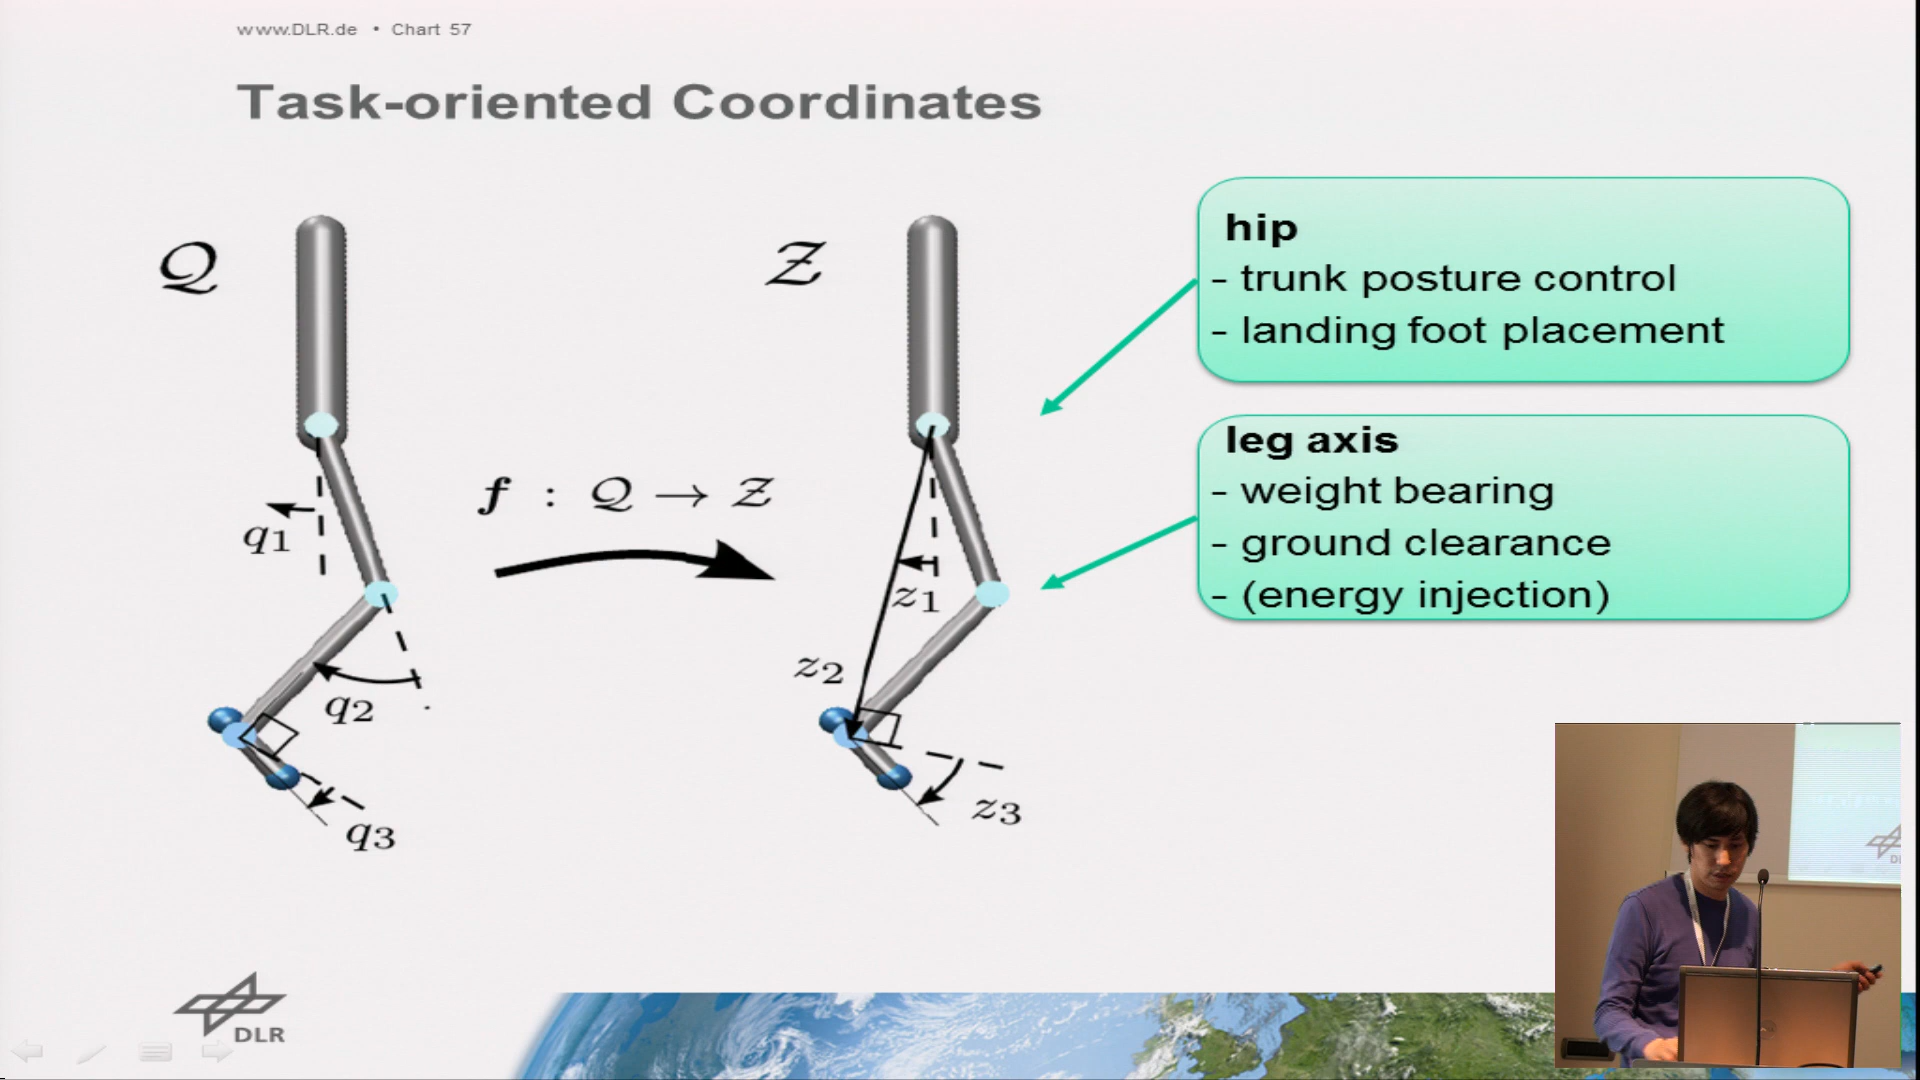 www.DLR.de • Chart 57
Task-oriented Coordinates
𝒬
q1
q2
q3
f : 𝒬 → 𝒵
𝒵
z1
z2
z3
hip
- trunk posture control
- landing foot placement
leg axis
- weight bearing
- ground clearance
- (energy injection)
DLR